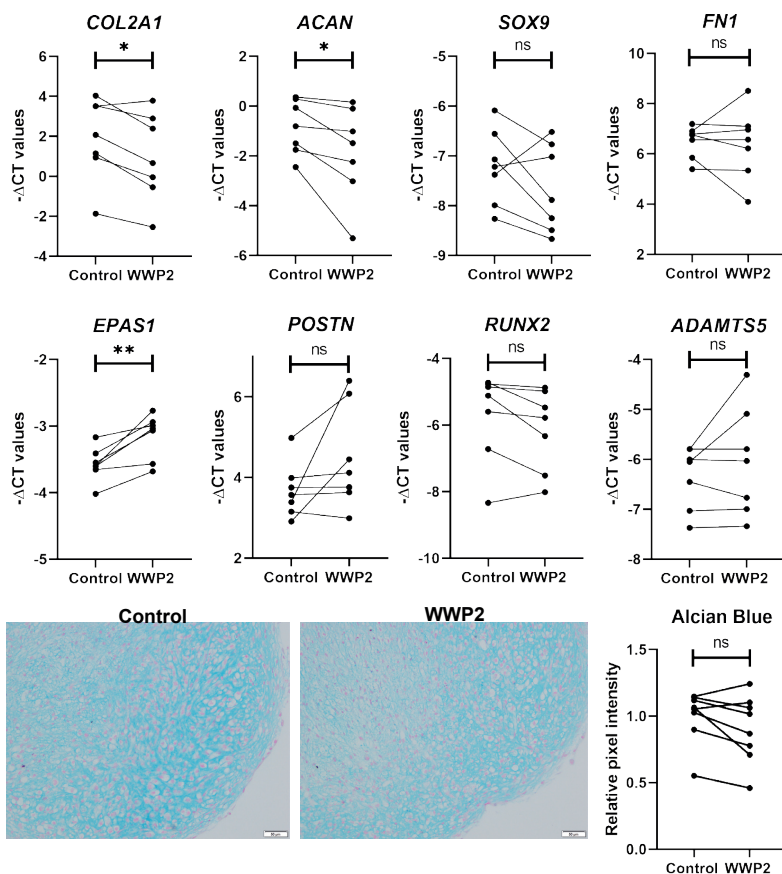 COL2A1 ACAN SOX9 FN1
* * ns ns
6 2 -5 10
4 0 -6 8
2 -2 -7 6
0 -4 -8 4
-2 -6 -9 2
-4
-ΔCT values -ΔCT values -ΔCT values -ΔCT values
Control WWP2 Control WWP2 Control WWP2 Control WWP2
EPAS1 POSTN RUNX2 ADAMTS5
** ns ns ns
-2 6 -4 -4
-3 4 -6 -5
-4 2 -8 -6
-5 -10 -7
-8
-ΔCT values -ΔCT values -ΔCT values -ΔCT values
Control WWP2 Control WWP2 Control WWP2 Control WWP2
Control WWP2 Alcian Blue
ns
1.5
1.0
0.5
0.0
Relative pixel intensity
Control WWP2